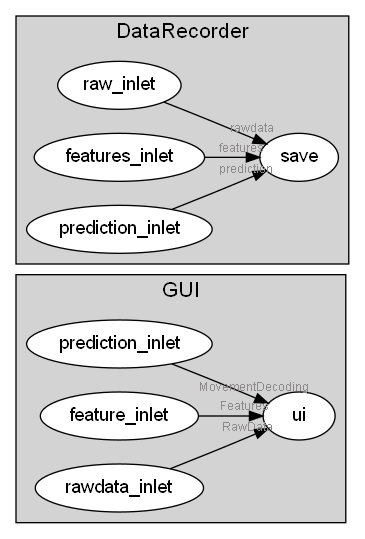 DataRecorder
raw_inlet
rawdata
features_inlet
features
save
prediction
prediction_inlet
GUI
prediction_inlet
MovementDecoding
feature_inlet
Features
ui
RawData
rawdata_inlet